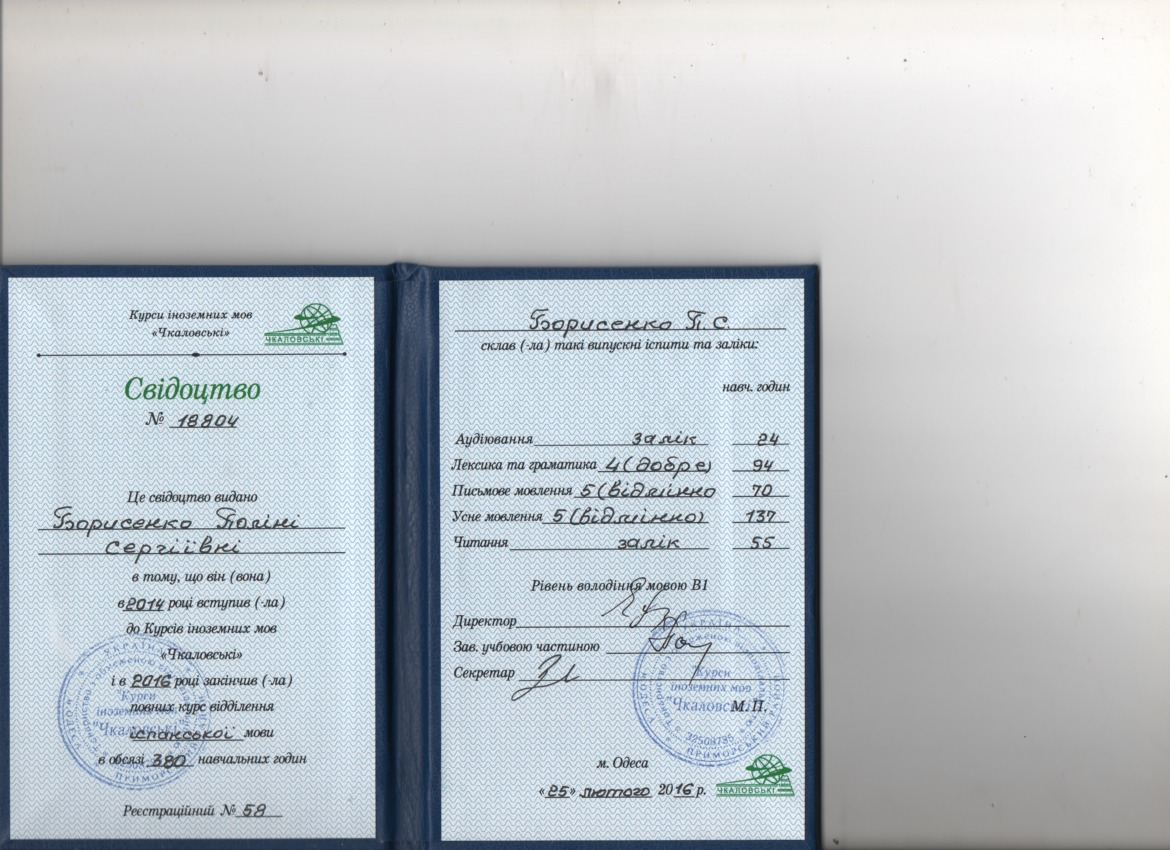 Курси іноземних мов
«Чкаловські»
ЧКАЛОВСЬКІ
Свідоцтво
№ 18804
Це свідоцтво видано
Борисенко Поліні
Сергіївні
в тому, що він (вона)
в 2014 році вступив (-ла)
до Курсів іноземних мов
«Чкаловські»
і в 2016 році закінчив (-ла)
повних курс відділення
іспанської мови
в обсязі 380 навчальних годин
Реєстраційний № 58
Борисенко П.С.
склав (-ла) такі випускні іспити та заліки:
навч. годин
Аудіювання залік 24
Лексика та граматика 4 (добре) 94
Письмове мовлення 5 (відмінно 70
Усне мовлення 5 (відмінно) 137
Читання залік 55
Рівень володіння мовою В1
Директор
Зав. учбовою частиною
Секретар
УКРАЇНА
Курси
іноземних мов
"Чкаловські"
32508785
ПРИМОРСЬКИЙ
М.П.
м. Одеса
«25» лютого 2016 р.
ЧКАЛОВСЬКІ